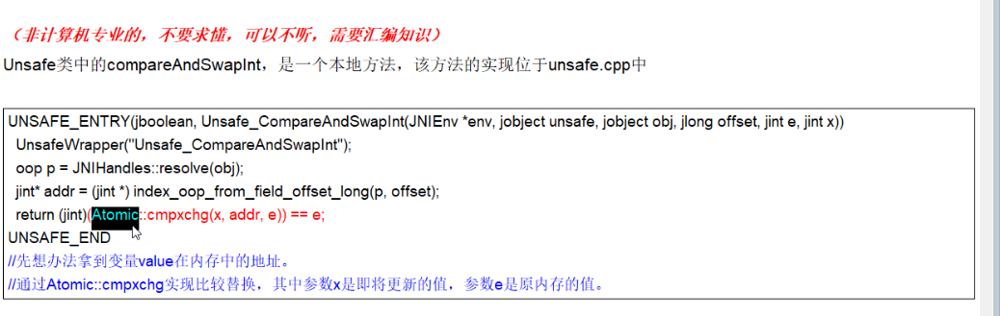 （非计算机专业的，不要求懂，可以不听，需要汇编知识）
Unsafe类中的compareAndSwapInt，是一个本地方法，该方法的实现位于unsafe.cpp中
UNSAFE_ENTRY(jboolean, Unsafe_CompareAndSwapInt(JNIEnv *env, jobject unsafe, jobject obj, jlong offset, jint e, jint x))
UnsafeWrapper("Unsafe_CompareAndSwapInt");
oop p = JNIHandles::resolve(obj);
jint* addr = (jint *) index_oop_from_field_offset_long(p, offset);
return (jint)(Atomic::cmpxchg(x, addr, e)) == e;
UNSAFE_END
//先想办法拿到变量value在内存中的地址。
//通过Atomic::cmpxchg实现比较替换，其中参数x是即将更新的值，参数e是原内存的值。